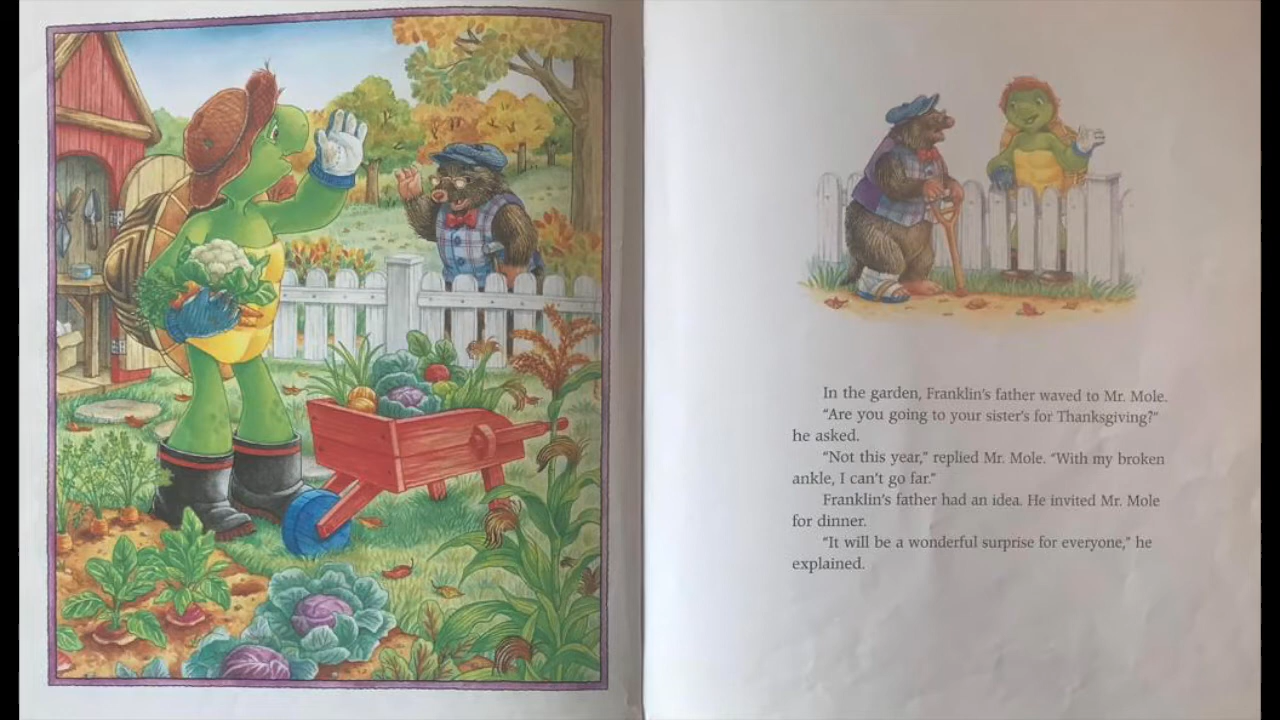 In the garden, Franklin's father waved to Mr. Mole.
"Are you going to your sister's for Thanksgiving?"
he asked.
"Not this year," replied Mr. Mole. "With my broken
ankle, I can't go far."
Franklin's father had an idea. He invited Mr. Mole
for dinner.
"It will be a wonderful surprise for everyone," he
explained.